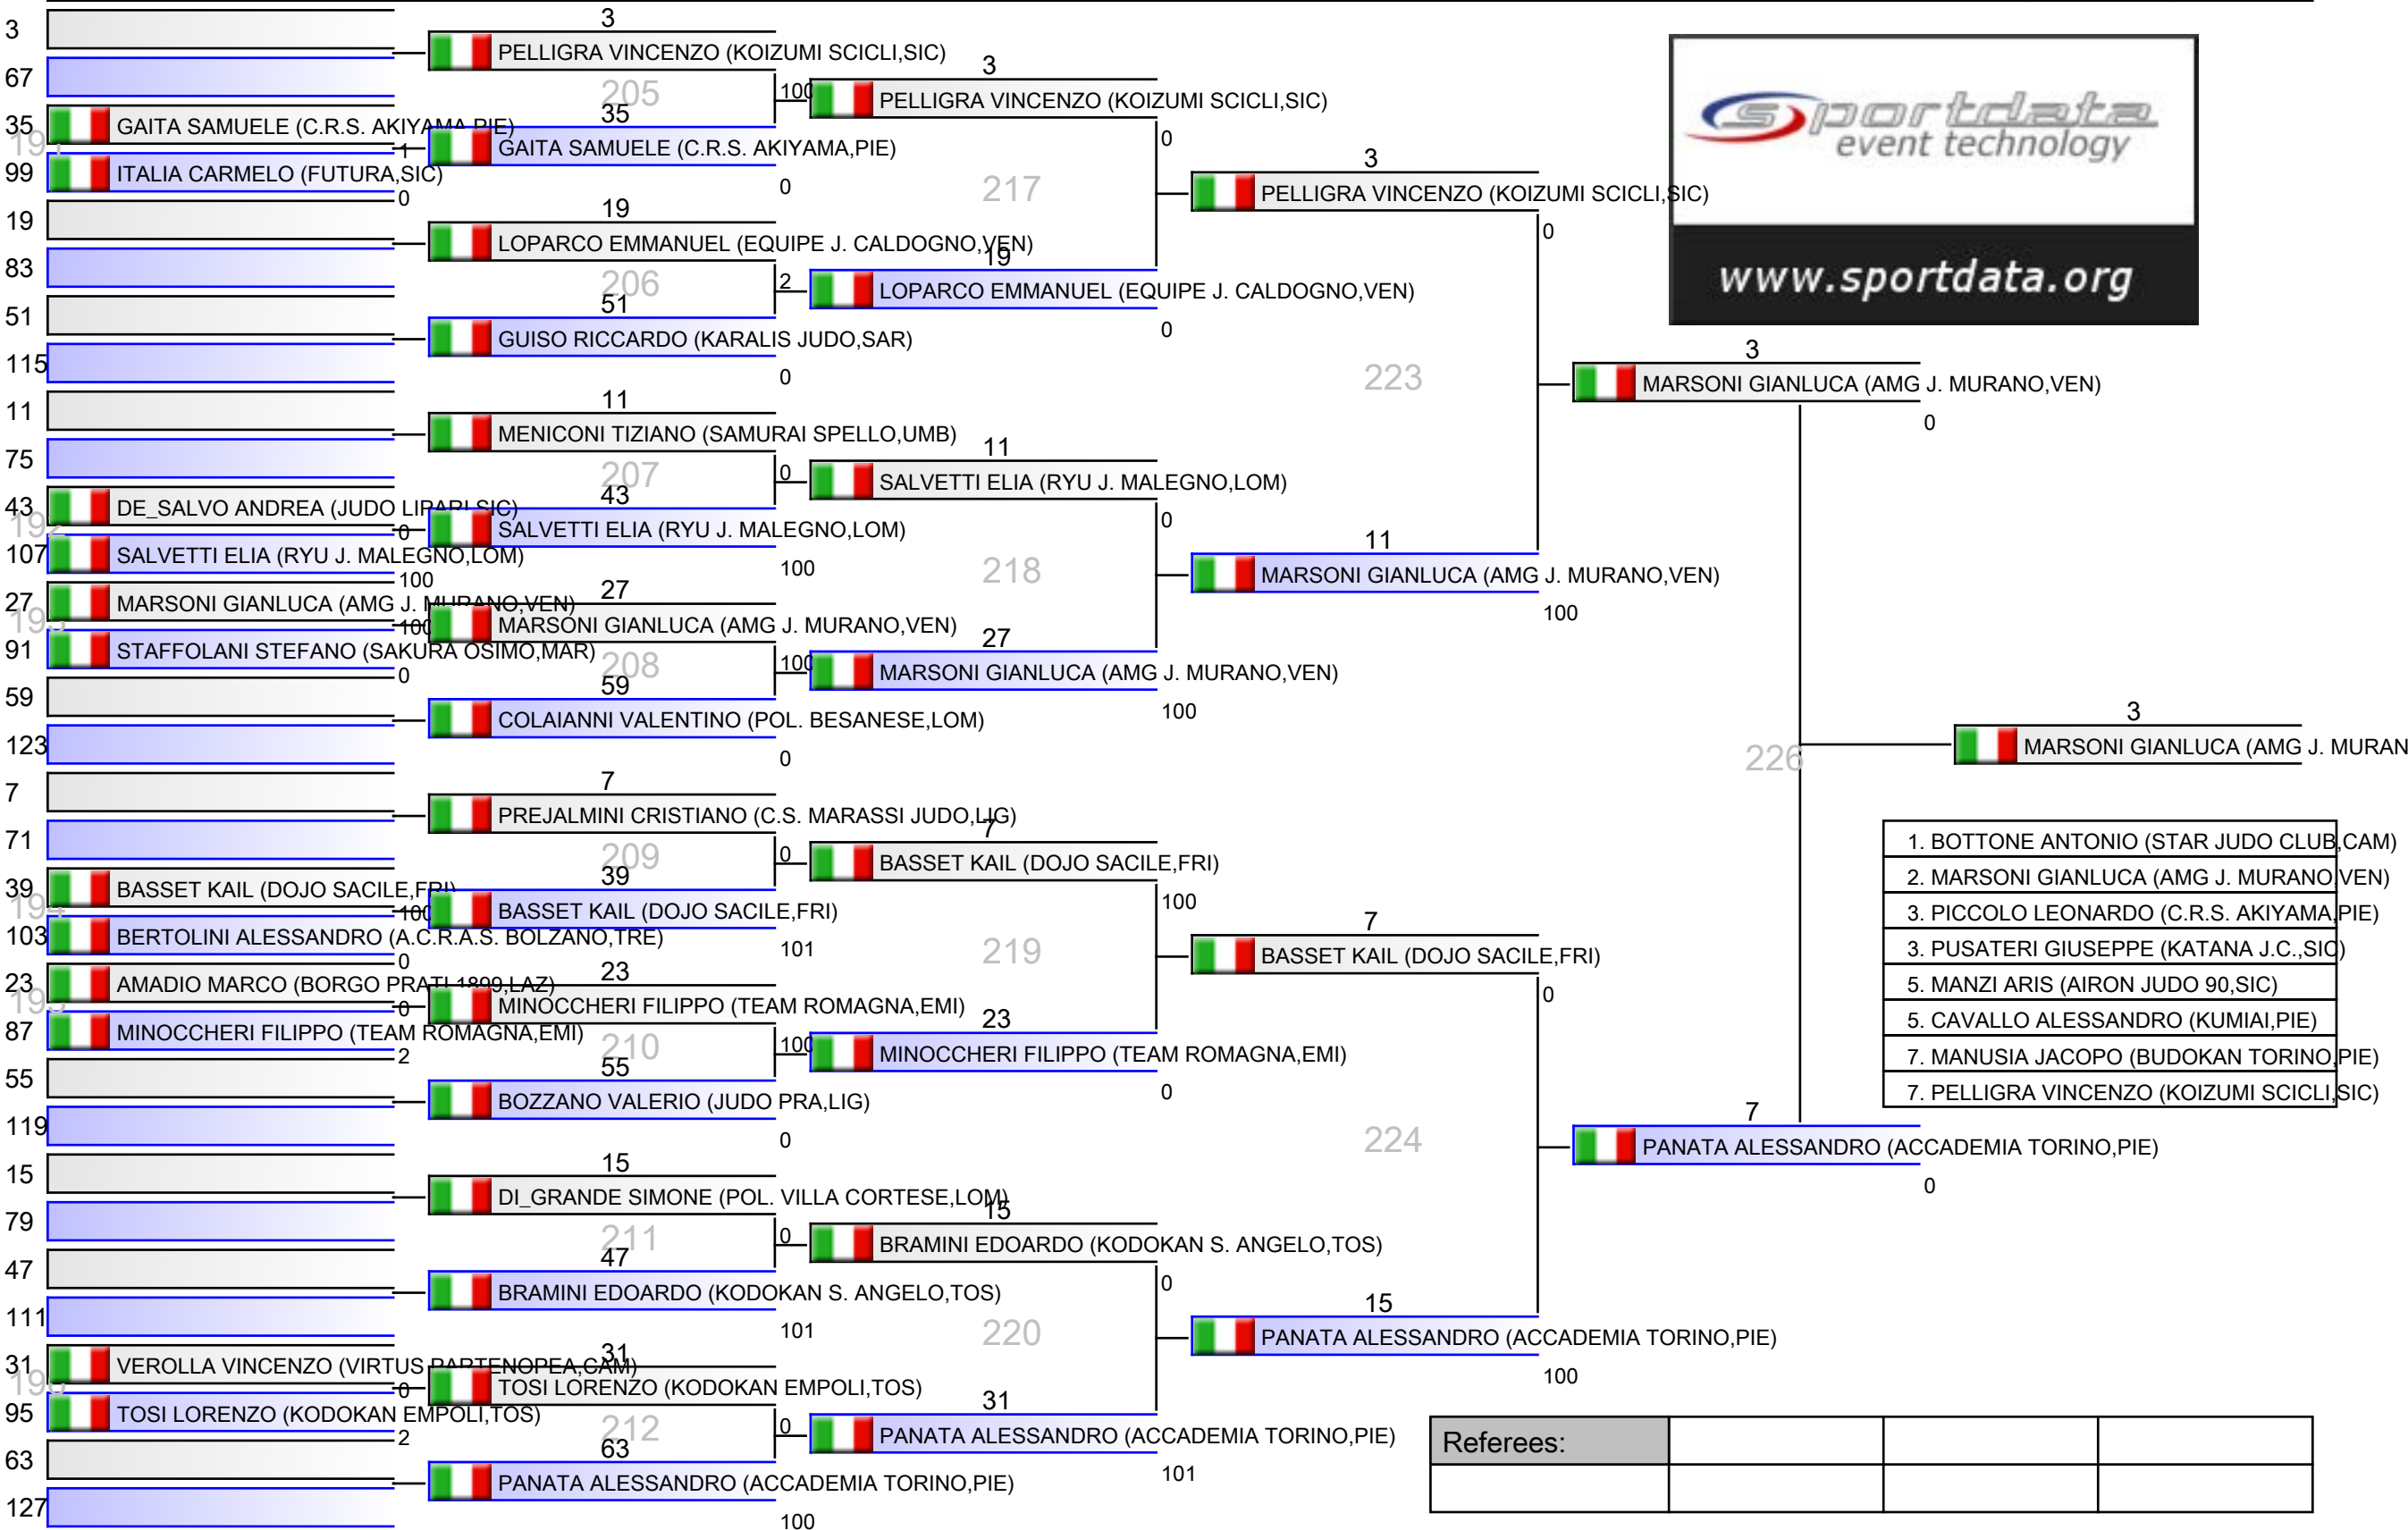 3
67
35
GAITA SAMUELE (C.R.S. AKIYAMA,PIE)
1
99
ITALIA CARMELO (FUTURA,SIC)
0
19
83
51
115
11
75
43
192
DE_SALVO ANDREA (JUDO LIPARI,SIC)
0
107
SALVETTI ELIA (RYU J. MALEGNO,LOM)
100
27
MARSONI GIANLUCA (AMG J. MURANO,VEN)
100
91
STAFFOLANI STEFANO (SAKURA OSIMO,MAR)
0
59
123
7
71
39
194
BASSET KAIL (DOJO SACILE,FRI)
100
103
BERTOLINI ALESSANDRO (A.C.R.A.S. BOLZANO,TRE)
0
23
AMADIO MARCO (BORGO PRATI 1899,LAZ)
0
87
MINOCCHERI FILIPPO (TEAM ROMAGNA,EMI)
2
55
119
15
79
47
111
31
VEROLLA VINCENZO (VIRTUS PARTENOPEA,CAM)
0
95
TOSI LORENZO (KODOKAN EMPOLI,TOS)
2
63
127
3
PELLIGRA VINCENZO (KOIZUMI SCICLI,SIC)
205
100
35
GAITA SAMUELE (C.R.S. AKIYAMA,PIE)
0
19
LOPARCO EMMANUEL (EQUIPE J. CALDOGNO,VEN)
206
2
51
GUISO RICCARDO (KARALIS JUDO,SAR)
0
11
MENICONI TIZIANO (SAMURAI SPELLO,UMB)
207
0
43
SALVETTI ELIA (RYU J. MALEGNO,LOM)
100
27
MARSONI GIANLUCA (AMG J. MURANO,VEN)
208
100
59
COLAIANNI VALENTINO (POL. BESANESE,LOM)
0
7
PREJALMINI CRISTIANO (C.S. MARASSI JUDO,LIG)
209
0
39
BASSET KAIL (DOJO SACILE,FRI)
101
23
MINOCCHERI FILIPPO (TEAM ROMAGNA,EMI)
210
100
55
BOZZANO VALERIO (JUDO PRA,LIG)
0
15
DI_GRANDE SIMONE (POL. VILLA CORTESE,LOM)
211
0
47
BRAMINI EDOARDO (KODOKAN S. ANGELO,TOS)
101
31
TOSI LORENZO (KODOKAN EMPOLI,TOS)
212
0
63
PANATA ALESSANDRO (ACCADEMIA TORINO,PIE)
100
3
PELLIGRA VINCENZO (KOIZUMI SCICLI,SIC)
0
217
19
LOPARCO EMMANUEL (EQUIPE J. CALDOGNO,VEN)
0
11
SALVETTI ELIA (RYU J. MALEGNO,LOM)
0
218
27
MARSONI GIANLUCA (AMG J. MURANO,VEN)
100
7
BASSET KAIL (DOJO SACILE,FRI)
100
219
23
MINOCCHERI FILIPPO (TEAM ROMAGNA,EMI)
0
15
BRAMINI EDOARDO (KODOKAN S. ANGELO,TOS)
0
220
31
PANATA ALESSANDRO (ACCADEMIA TORINO,PIE)
101
3
PELLIGRA VINCENZO (KOIZUMI SCICLI,SIC)
0
223
11
MARSONI GIANLUCA (AMG J. MURANO,VEN)
100
7
BASSET KAIL (DOJO SACILE,FRI)
0
224
15
PANATA ALESSANDRO (ACCADEMIA TORINO,PIE)
100
sportdata
event technology
www.sportdata.org
3
MARSONI GIANLUCA (AMG J. MURANO,VEN)
0
226
7
PANATA ALESSANDRO (ACCADEMIA TORINO,PIE)
0
3
MARSONI GIANLUCA (AMG J. MURAN
1. BOTTONE ANTONIO (STAR JUDO CLUB,CAM)
2. MARSONI GIANLUCA (AMG J. MURANO,VEN)
3. PICCOLO LEONARDO (C.R.S. AKIYAMA,PIE)
3. PUSATERI GIUSEPPE (KATANA J.C.,SIC)
5. MANZI ARIS (AIRON JUDO 90,SIC)
5. CAVALLO ALESSANDRO (KUMIAI,PIE)
7. MANUSIA JACOPO (BUDOKAN TORINO,PIE)
7. PELLIGRA VINCENZO (KOIZUMI SCICLI,SIC)
Referees: